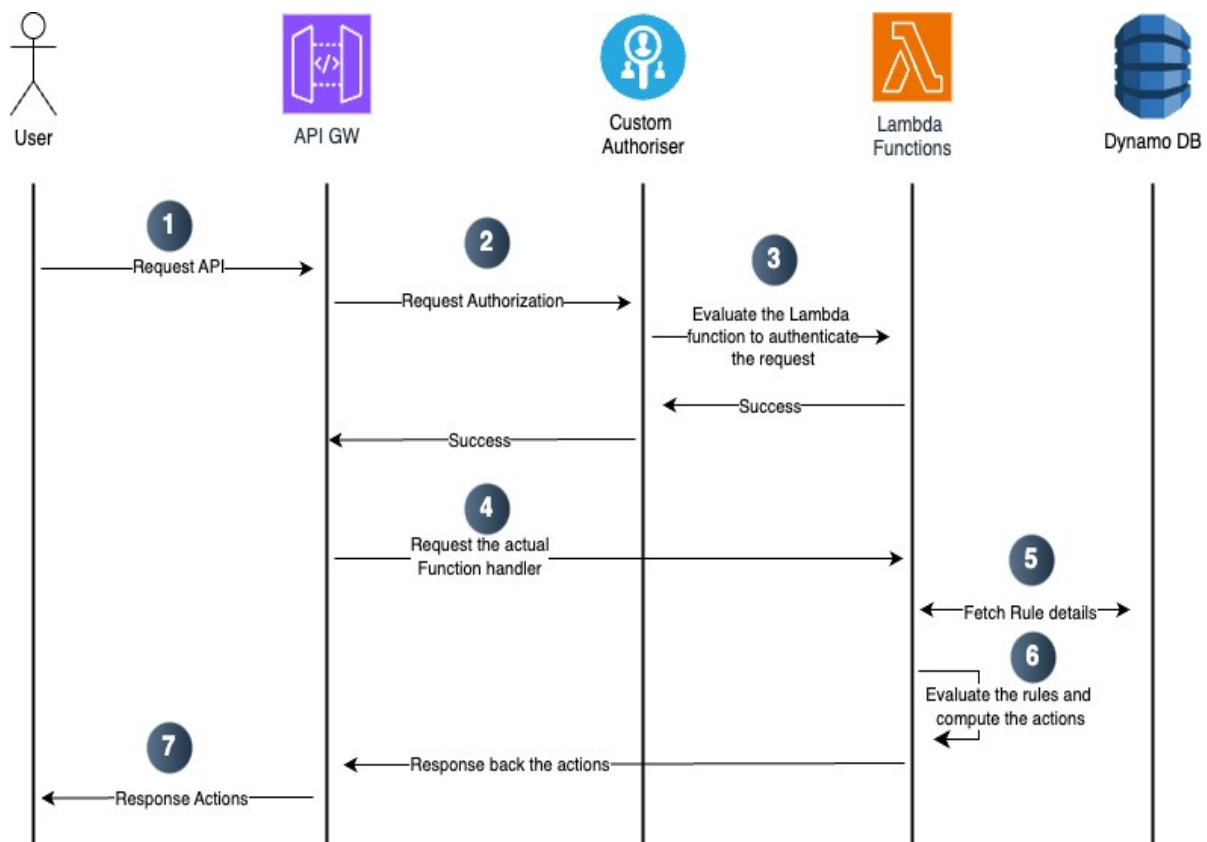 User
</>
API GW
Custom
Authoriser
Lambda
Functions
Dynamo DB
1
Request API
2
Request Authorization
3
Evaluate the Lambda
function to authenticate
the request
Success
Success
4
Request the actual
Function handler
5
Fetch Rule details
6
Evaluate the rules and
compute the actions
Response back the actions
7
Response Actions